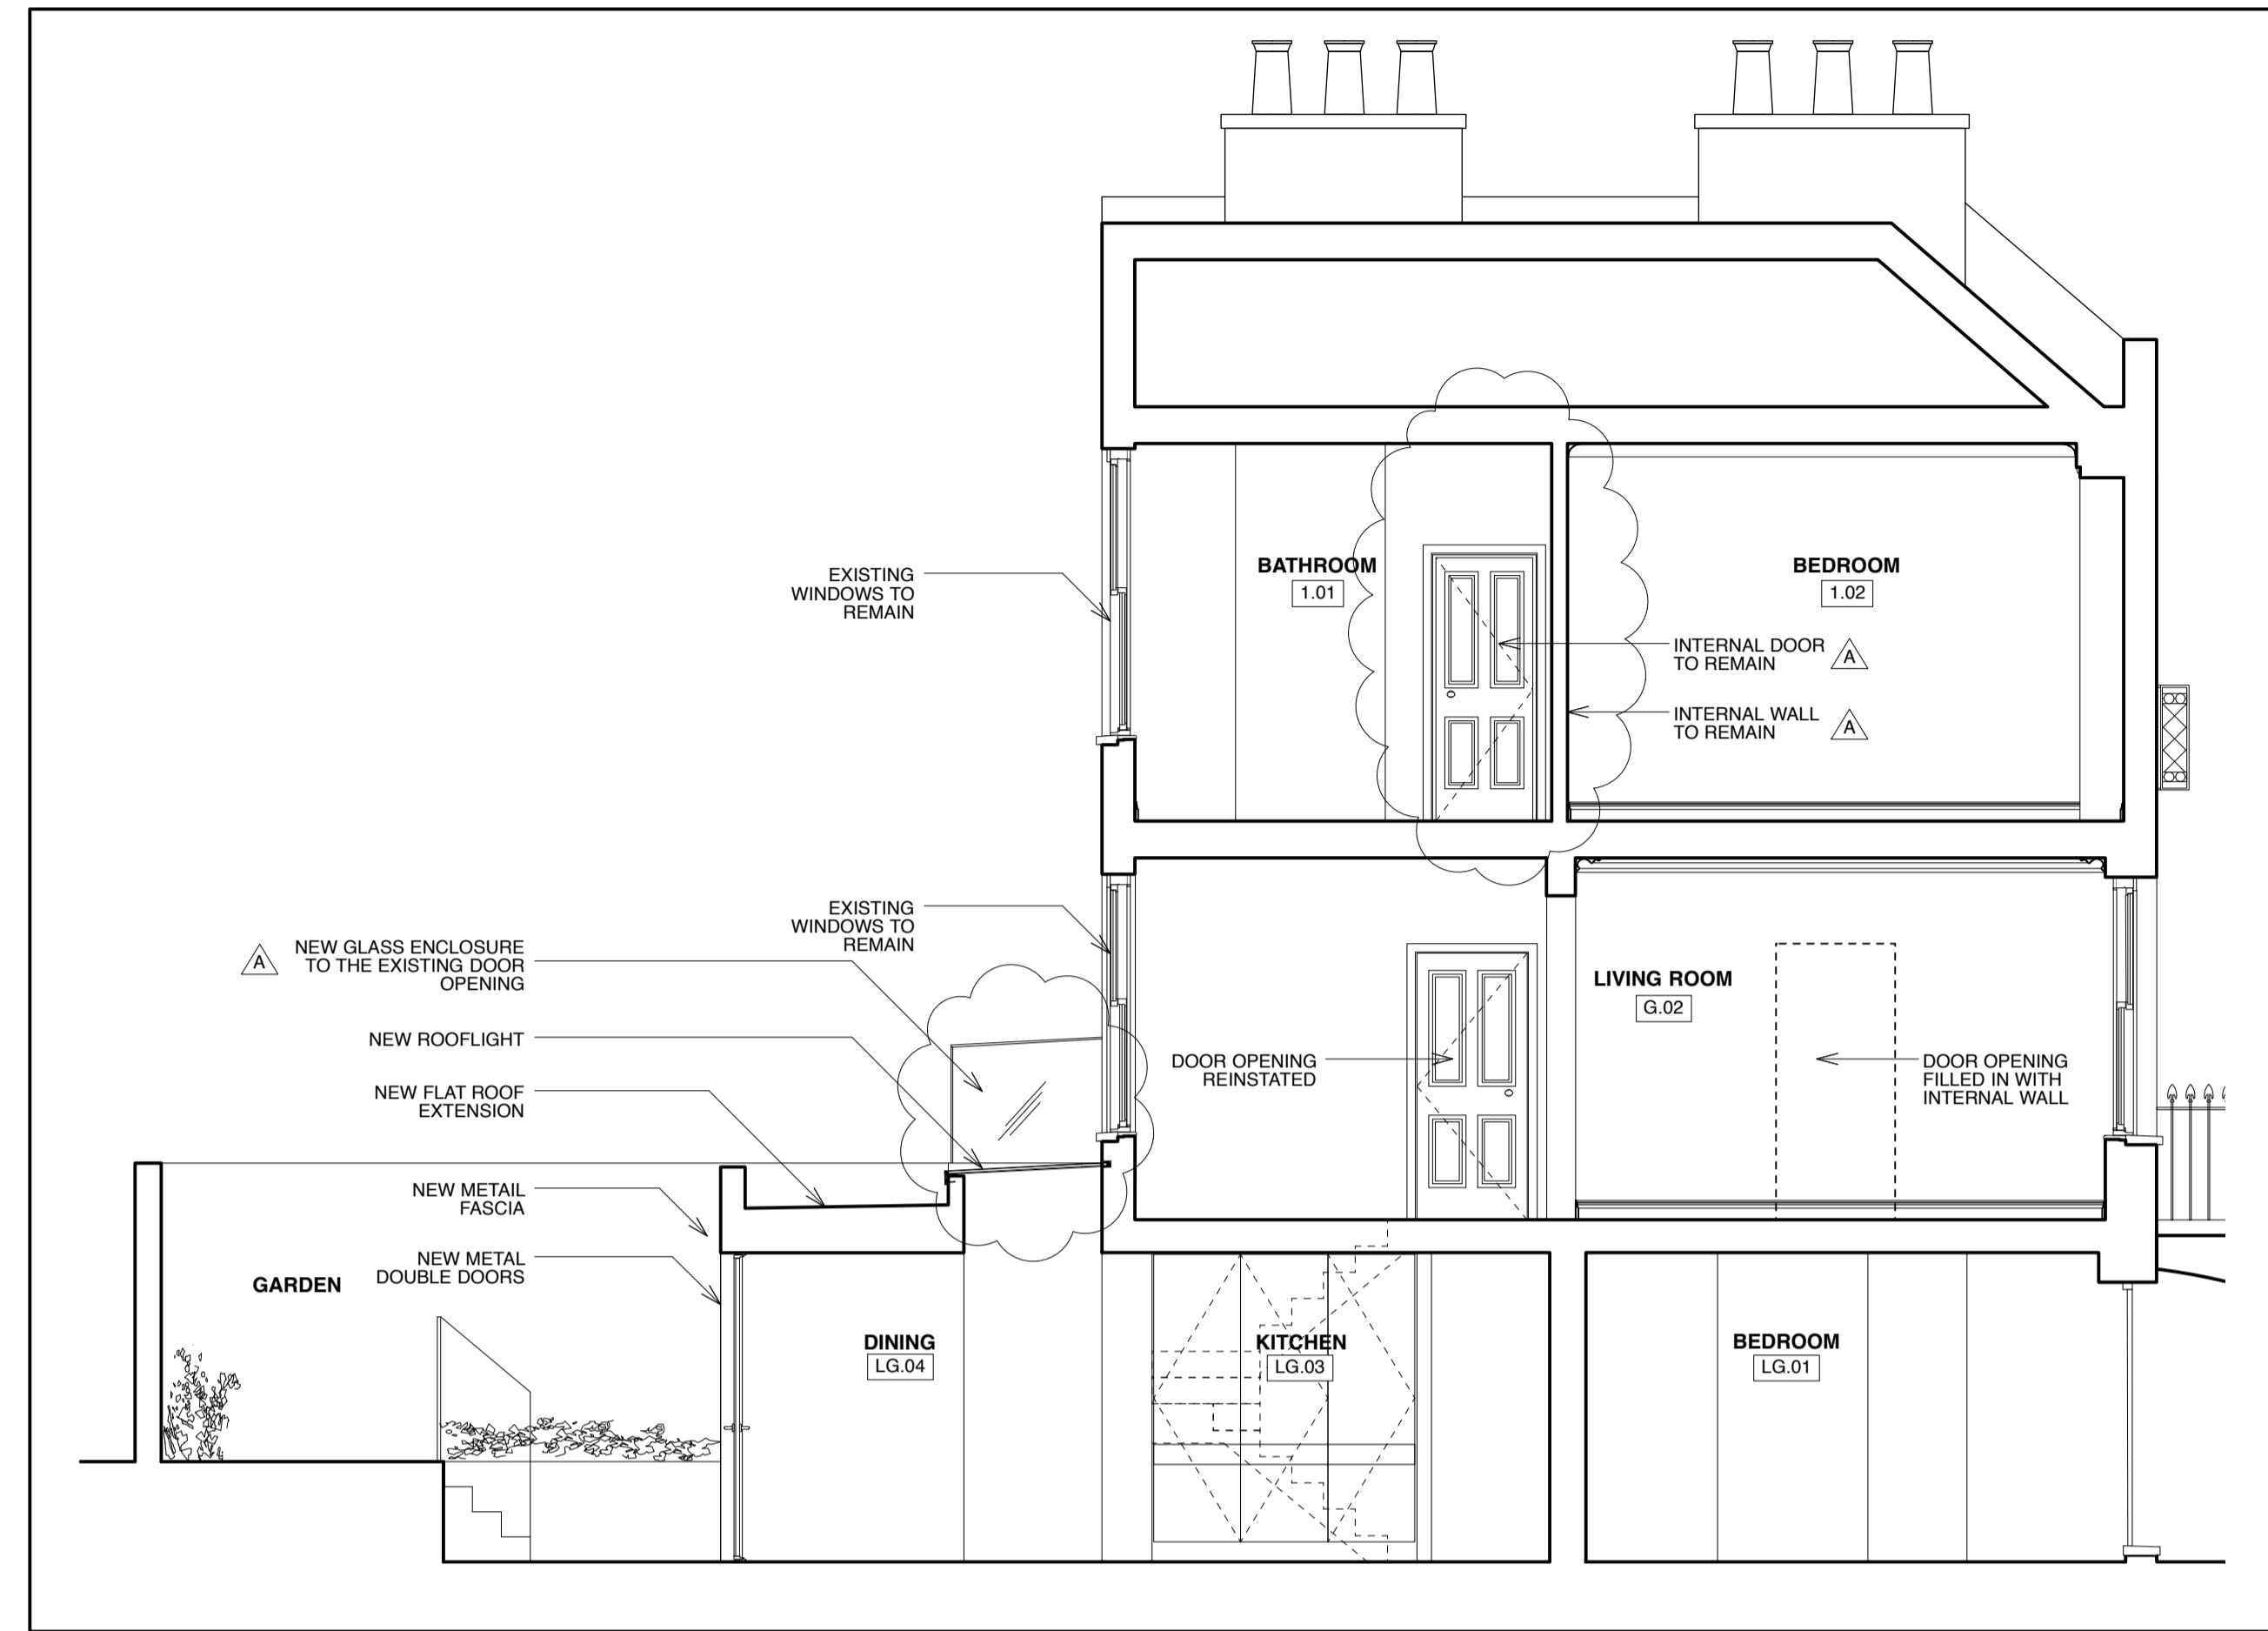 EXISTING
WINDOWS TO
REMAIN
BATHROOM
1.01
BEDROOM
1.02
INTERNAL DOOR
TO REMAIN
A
INTERNAL WALL
TO REMAIN
A
EXISTING
WINDOWS TO
REMAIN
A
NEW GLASS ENCLOSURE
TO THE EXISTING DOOR
OPENING
NEW ROOFLIGHT
NEW FLAT ROOF
EXTENSION
NEW METAIL
FASCIA
NEW METAL
DOUBLE DOORS
LIVING ROOM
G.02
DOOR OPENING
REINSTATED
DOOR OPENING
FILLED IN WITH
INTERNAL WALL
GARDEN
DINING
LG.04
KITCHEN
LG.03
BEDROOM
LG.01